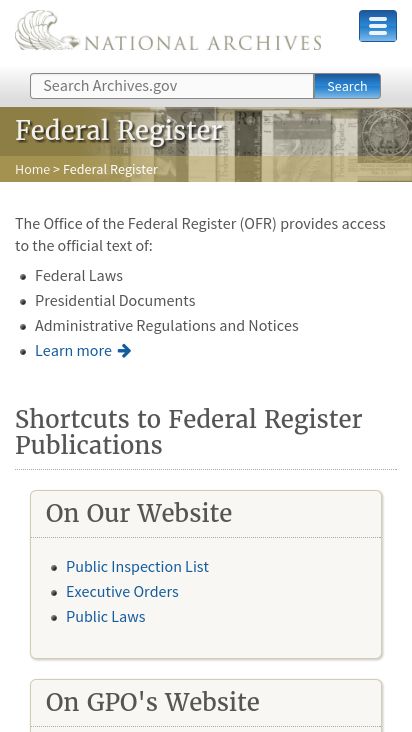 NATIONAL ARCHIVES
Search Archives.gov
Search
Federal Register
Home > Federal Register
The Office of the Federal Register (OFR) provides access
to the official text of:
Federal Laws
Presidential Documents
Administrative Regulations and Notices
Learn more
Shortcuts to Federal Register
Publications
On Our Website
Public Inspection List
Executive Orders
Public Laws
On GPO's Website